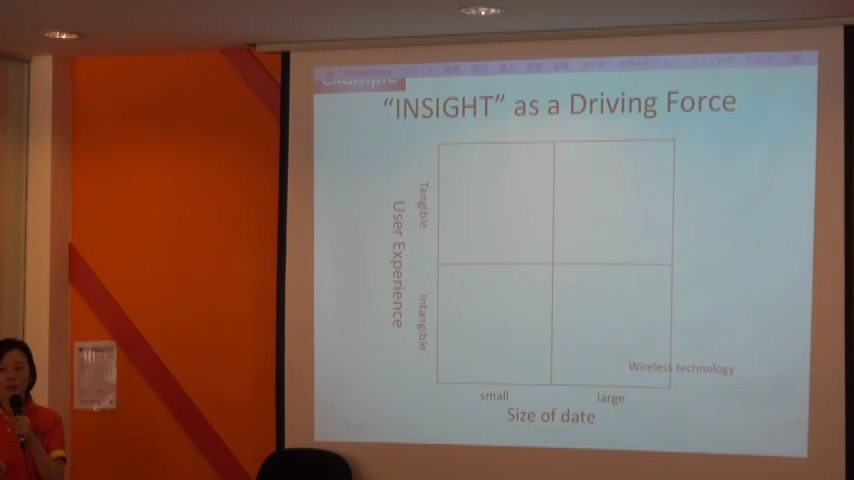 example
"INSIGHT" as a Driving Force
Tangible
User Experience
Intangible
Wireless technology
small
large
Size of date